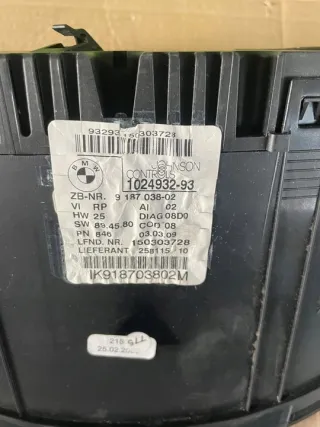 93293 150303728
BMW
JOHNSON
CONTROLS
1024932-93
ZB-NR. 9 187 038-02
VI RP AI 02
HW 25 DIAG 08D0
SW 89.45.80 COD 08
PN 846 03.03.09
LFND. NR. 150303728
LIEFERANT 258115 10
IK918703802M